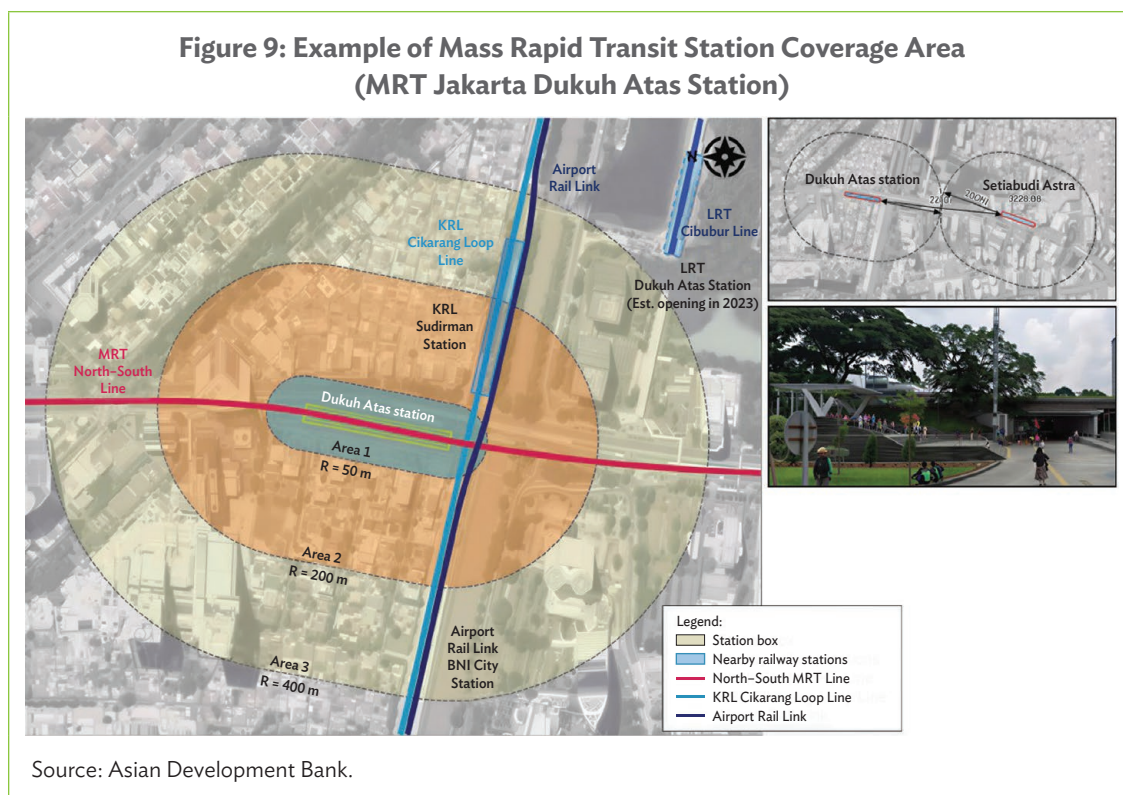 Figure 9: Example of Mass Rapid Transit Station Coverage Area
(MRT Jakarta Dukuh Atas Station)
Airport
Rail Link
N
LRT
Cibubur Line
LRT
Dukuh Atas Station
(Est. opening in 2023)
KRL
Cikarang Loop
Line
KRL
Sudirman
Station
MRT
North–South
Line
Dukuh Atas station
Area 1
R = 50 m
Area 2
R = 200 m
Area 3
R = 400 m
Airport
Rail Link
BNI City
Station
Dukuh Atas station
Setiabudi Astra
Legend:
Station box
Nearby railway stations
North–South MRT Line
KRL Cikarang Loop Line
Airport Rail Link
Source: Asian Development Bank.